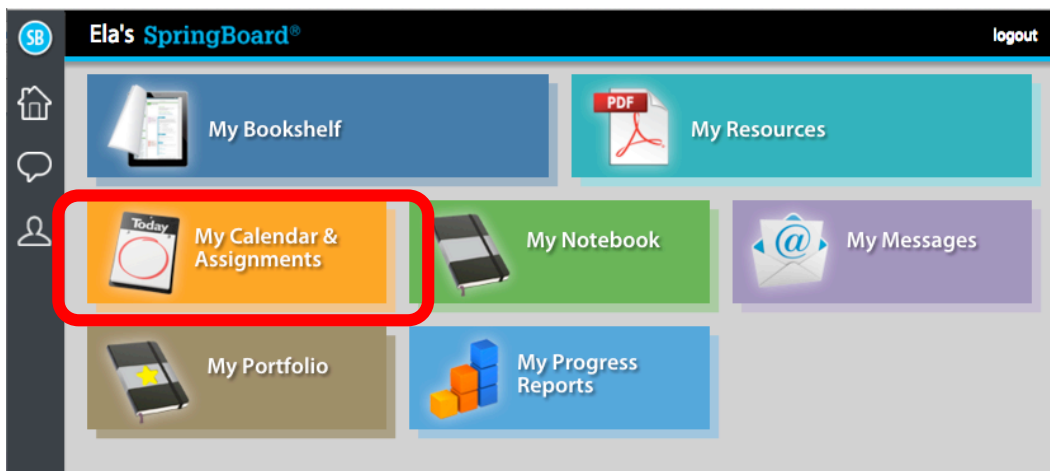 SB
Ela's SpringBoard®
logout
My Bookshelf
PDF
My Resources
Today
My Calendar &
Assignments
My Notebook
@
My Messages
My Portfolio
My Progress
Reports